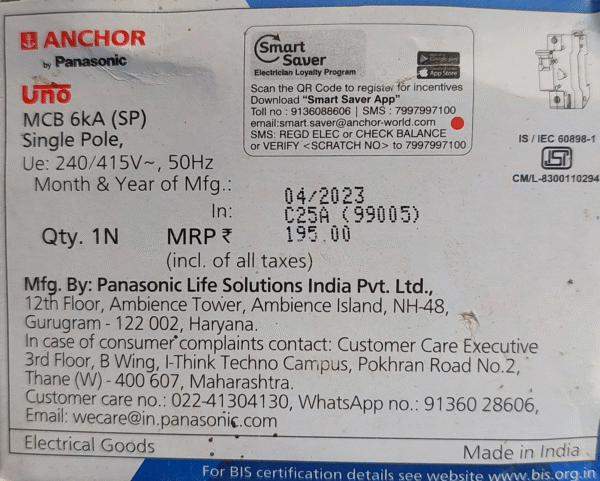 ANCHOR
by Panasonic
Uno
MCB 6kA (SP)
Single Pole,
Ue: 240/415V~, 50Hz
Month & Year of Mfg.: 04/2023
In: C25A (99005)
Qty. 1N MRP ₹ 195.00
(incl. of all taxes)
Smart
Saver
Electrician Loyalty Program
Google play
App Store
Scan the QR Code to register for incentives
Download "Smart Saver App"
Toll no : 9136088606 | SMS : 7997997100
email:smart.saver@anchor-world.com
SMS: REGD ELEC or CHECK BALANCE
or VERIFY <SCRATCH NO> to 7997997100
IS / IEC 60898-1
ISI
CM/L-8300110294
Mfg. By: Panasonic Life Solutions India Pvt. Ltd.,
12th Floor, Ambience Tower, Ambience Island, NH-48,
Gurugram - 122 002, Haryana.
In case of consumer complaints contact: Customer Care Executive
3rd Floor, B Wing, I-Think Techno Campus, Pokhran Road No.2,
Thane (W) - 400 607, Maharashtra.
Customer care no.: 022-41304130, WhatsApp no.: 91360 28606,
Email: wecare@in.panasonic.com
Electrical Goods Made in India
For BIS certification details see website www.bis.org.in